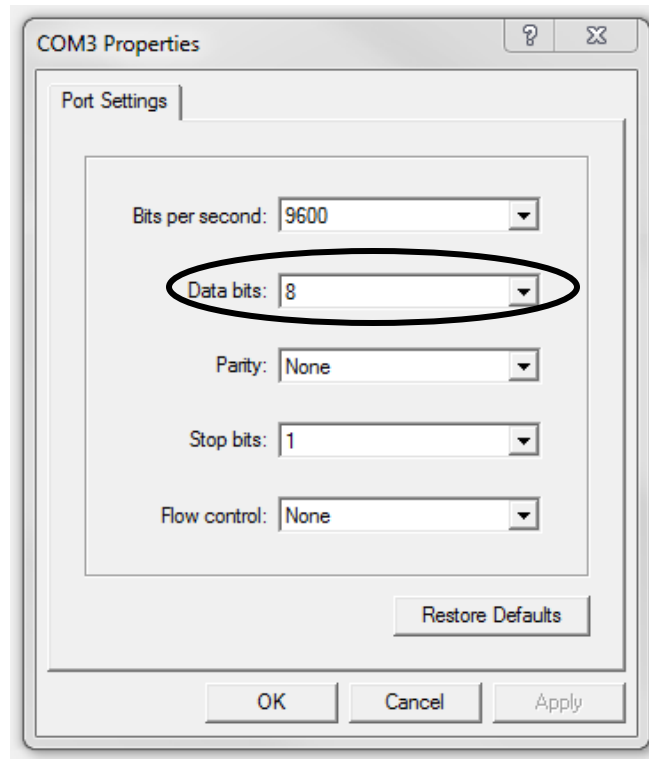 COM3 Properties
Port Settings
Bits per second: 9600
Data bits: 8
Parity: None
Stop bits: 1
Flow control: None
Restore Defaults
OK Cancel Apply